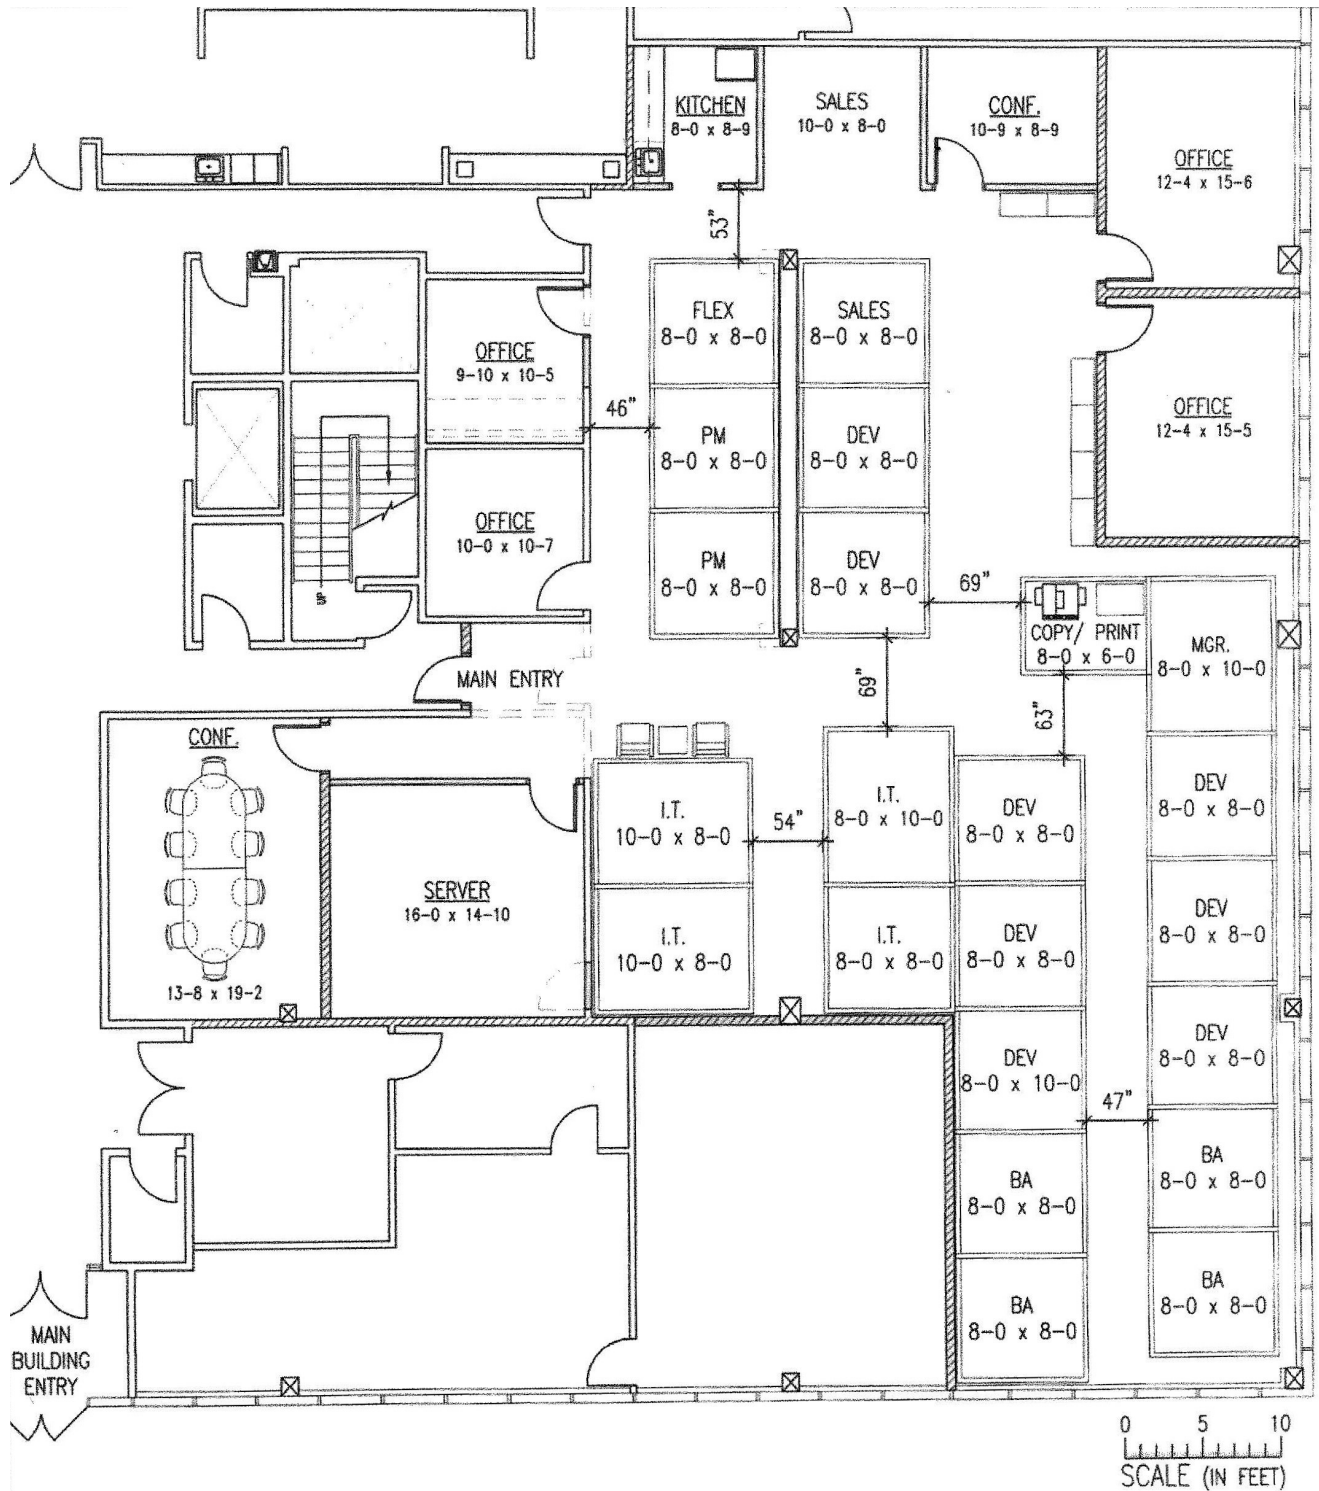 KITCHEN
8-0 x 8-9
SALES
10-0 x 8-0
CONF.
10-9 x 8-9
OFFICE
12-4 x 15-6
53"
FLEX
8-0 x 8-0
SALES
8-0 x 8-0
OFFICE
9-10 x 10-5
46"
PM
8-0 x 8-0
DEV
8-0 x 8-0
OFFICE
12-4 x 15-5
OFFICE
10-0 x 10-7
PM
8-0 x 8-0
DEV
8-0 x 8-0
UP
69"
COPY/ PRINT
8-0 x 6-0
MGR.
8-0 x 10-0
MAIN ENTRY
69"
63"
CONF.
13-8 x 19-2
SERVER
16-0 x 14-10
I.T.
10-0 x 8-0
54"
I.T.
8-0 x 10-0
DEV
8-0 x 8-0
DEV
8-0 x 8-0
I.T.
10-0 x 8-0
I.T.
8-0 x 8-0
DEV
8-0 x 8-0
DEV
8-0 x 8-0
DEV
8-0 x 10-0
DEV
8-0 x 8-0
47"
BA
8-0 x 8-0
BA
8-0 x 8-0
BA
8-0 x 8-0
BA
8-0 x 8-0
MAIN
BUILDING
ENTRY
0 5 10
SCALE (IN FEET)